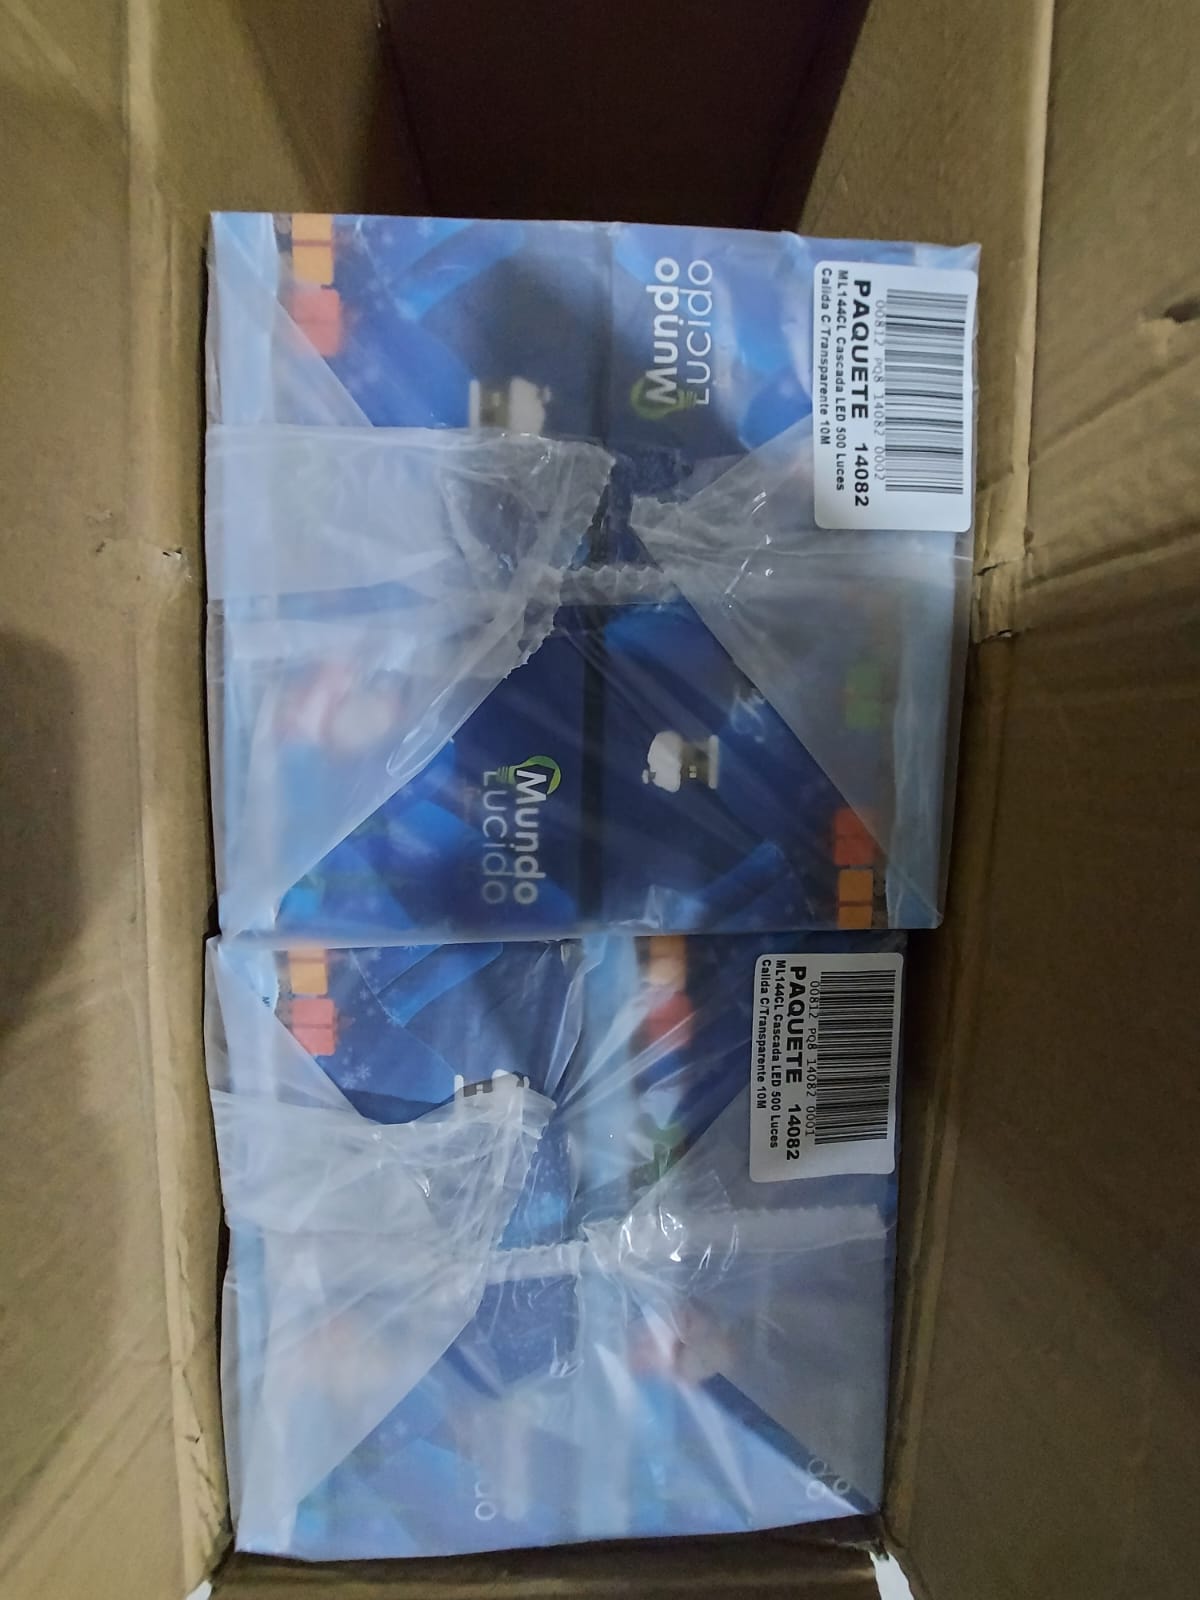 Mundo
Lucido
00812 PQ8 14082 0002
PAQUETE 14082
ML144CL Cascada LED 500 Luces
Calida C/Transparente 10M
Mundo
Lucido
00812 PQ8 14082 0001
PAQUETE 14082
ML144CL Cascada LED 500 Luces
Calida C/Transparente 10M